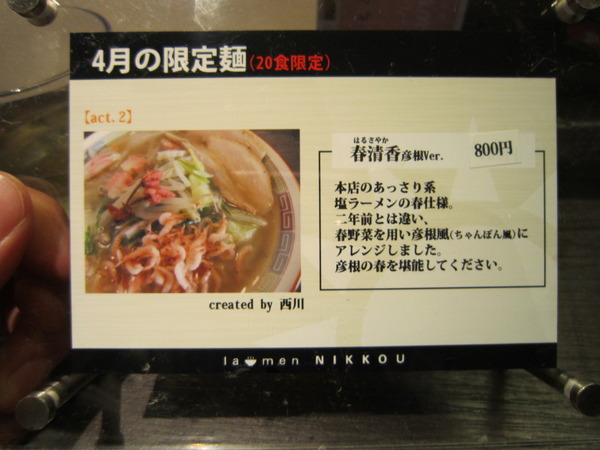 4月の限定麺(20食限定)
【act.2】
はるさやか
春清香彦根Ver. 800円
本店のあっさり系
塩ラーメンの春仕様。
二年前とは違い、
春野菜を用い彦根風(ちゃんぽん風)に
アレンジしました。
彦根の春を堪能してください。
created by 西川
la men NIKKOU